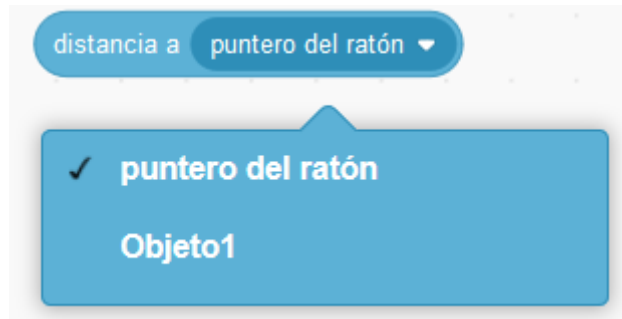 distancia a puntero del ratón
puntero del ratón
Objeto1